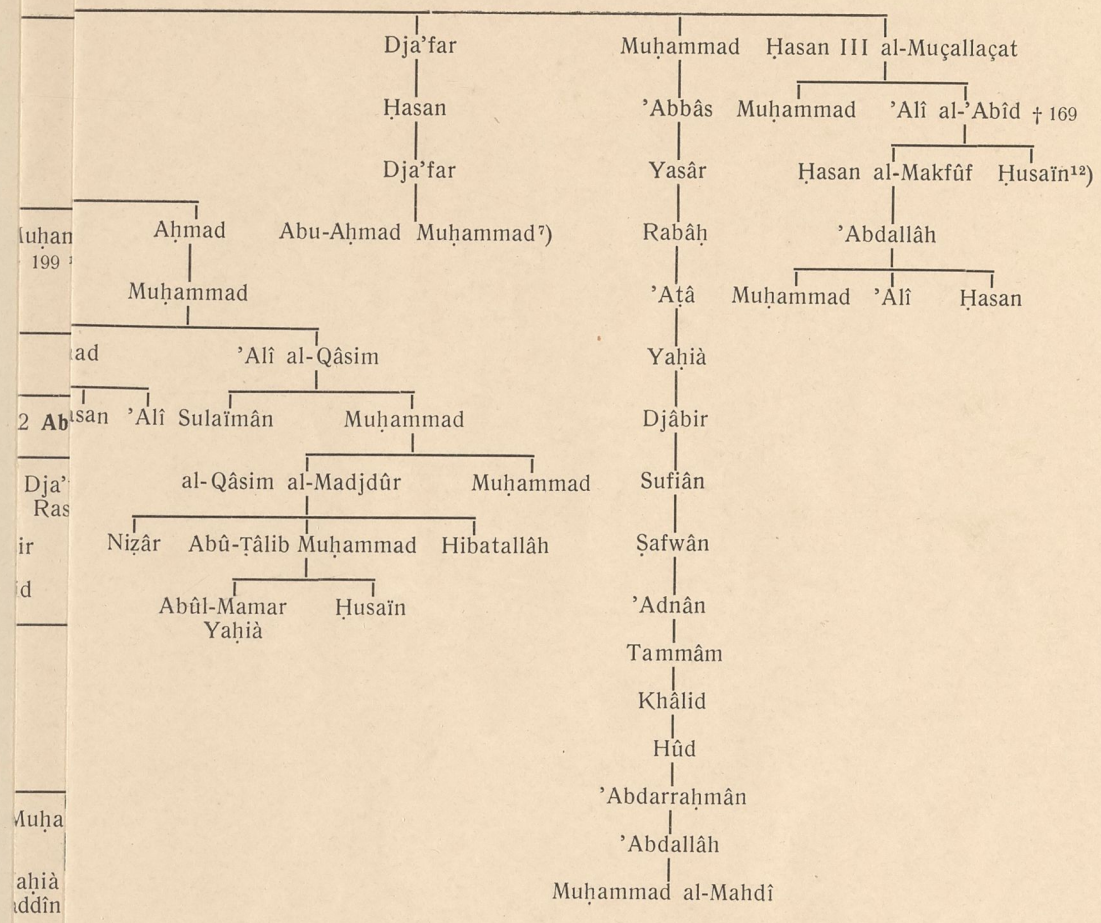 Dja’far
Muḥammad
Ḥasan III al-Muçallaçat
Ḥasan
’Abbâs
Muḥammad
’Alî al-’Abîd † 169
Dja’far
Yasâr
Ḥasan al-Makfûf
Ḥusaïn¹²)
Aḥmad
Abu-Aḥmad Muḥammad⁷)
Rabâḥ
’Abdallâh
199
Muḥammad
’Aṭâ
Muḥammad
’Alî
Ḥasan
’Alî al-Qâsim
Yaḥià
’Alî
Sulaïmân
Muḥammad
Djâbir
al-Qâsim al-Madjdûr
Muḥammad
Sufiân
Niẓâr
Abû-Ṭâlib Muḥammad
Hibatallâh
Ṣafwân
Abûl-Mamar
Yaḥià
Ḥusaïn
’Adnân
Tammâm
Khâlid
Hûd
’Abdarraḥmân
’Abdallâh
Muḥammad al-Mahdî